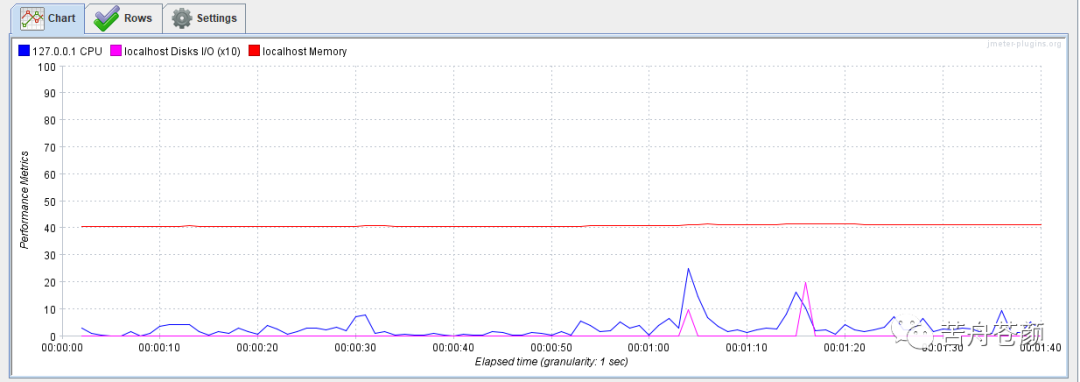 Chart Rows Settings
127.0.0.1 CPU localhost Disks I/O (x10) localhost Memory
jmeter-plugins.org
100
90
80
70
60
50
40
30
20
10
0
Performance Metrics
00:00:00 00:00:10 00:00:20 00:00:30 00:00:40 00:00:50 00:01:00 00:01:10 00:01:20 00:01:30 00:01:40
Elapsed time (granularity: 1 sec)
苦舟苍颜